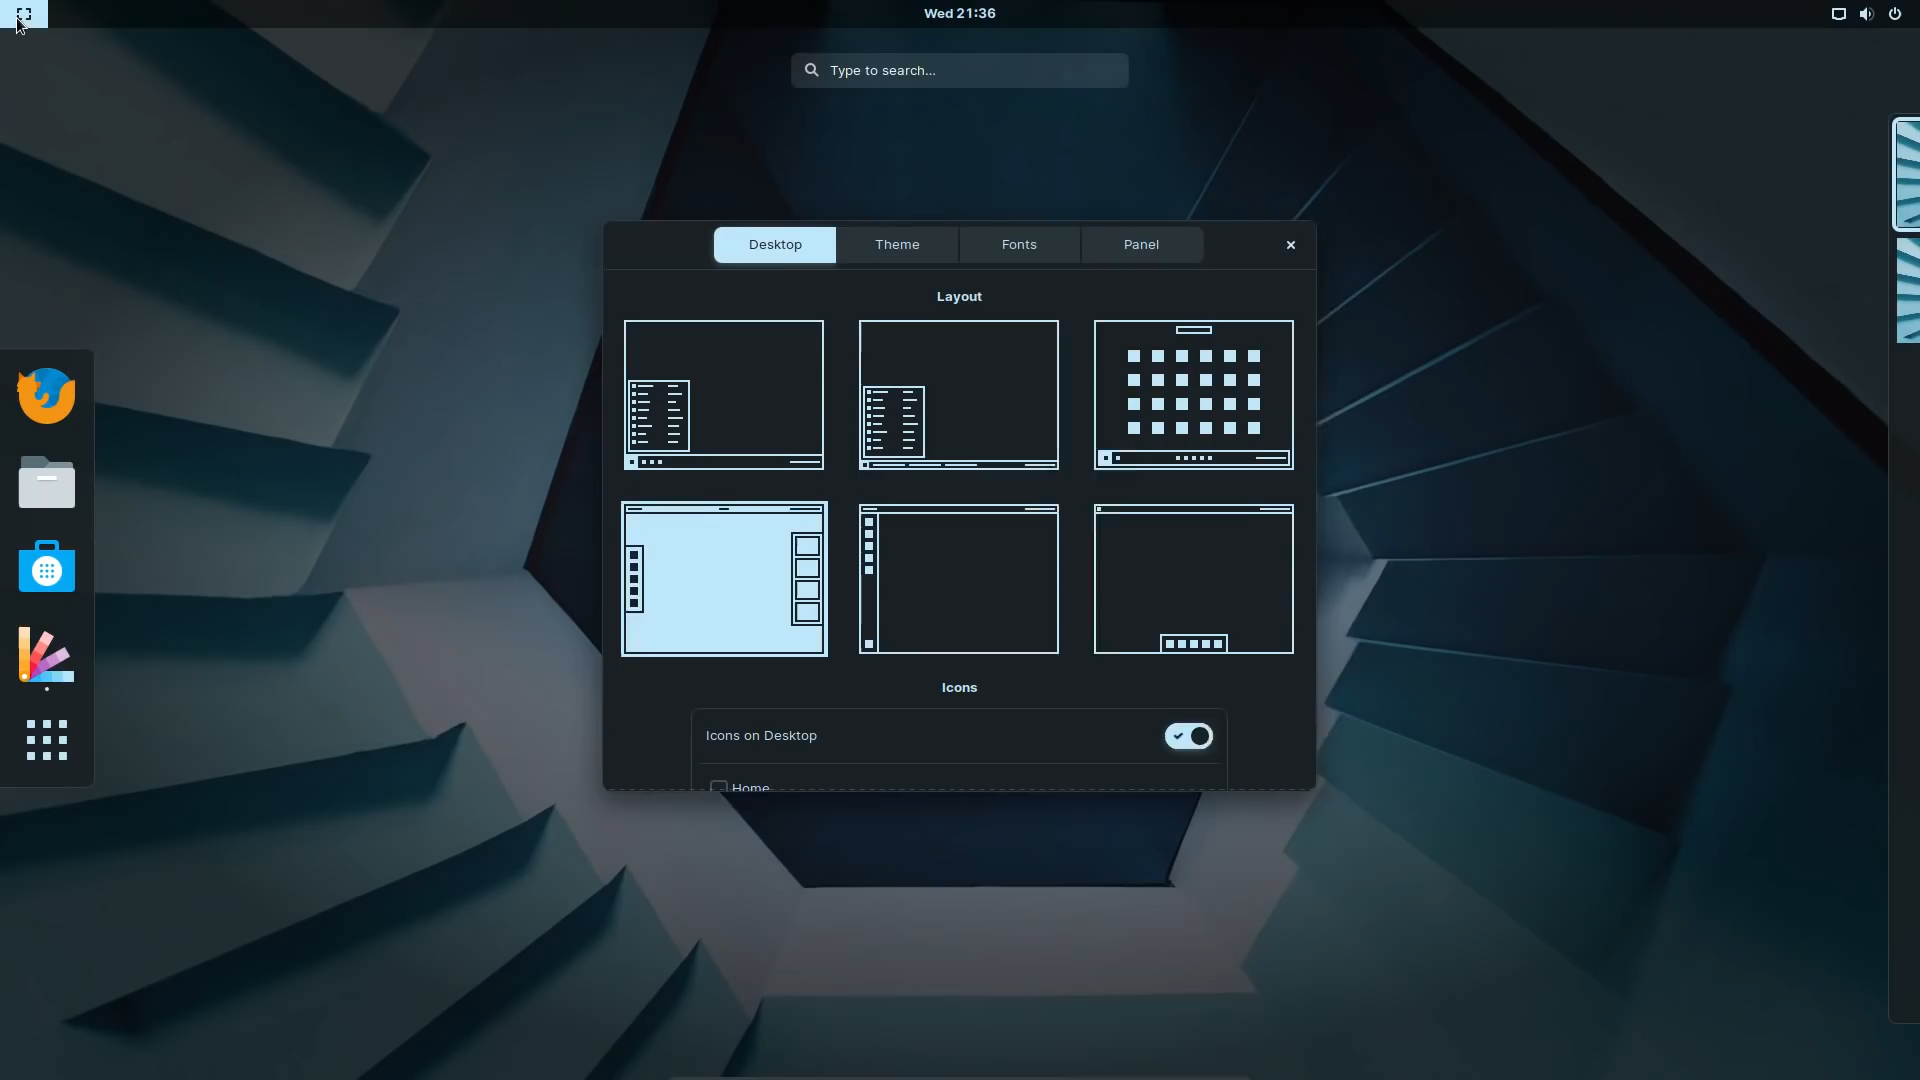 Wed 21:36
Type to search...
Desktop
Theme
Fonts
Panel
Layout
Icons
Icons on Desktop
Home